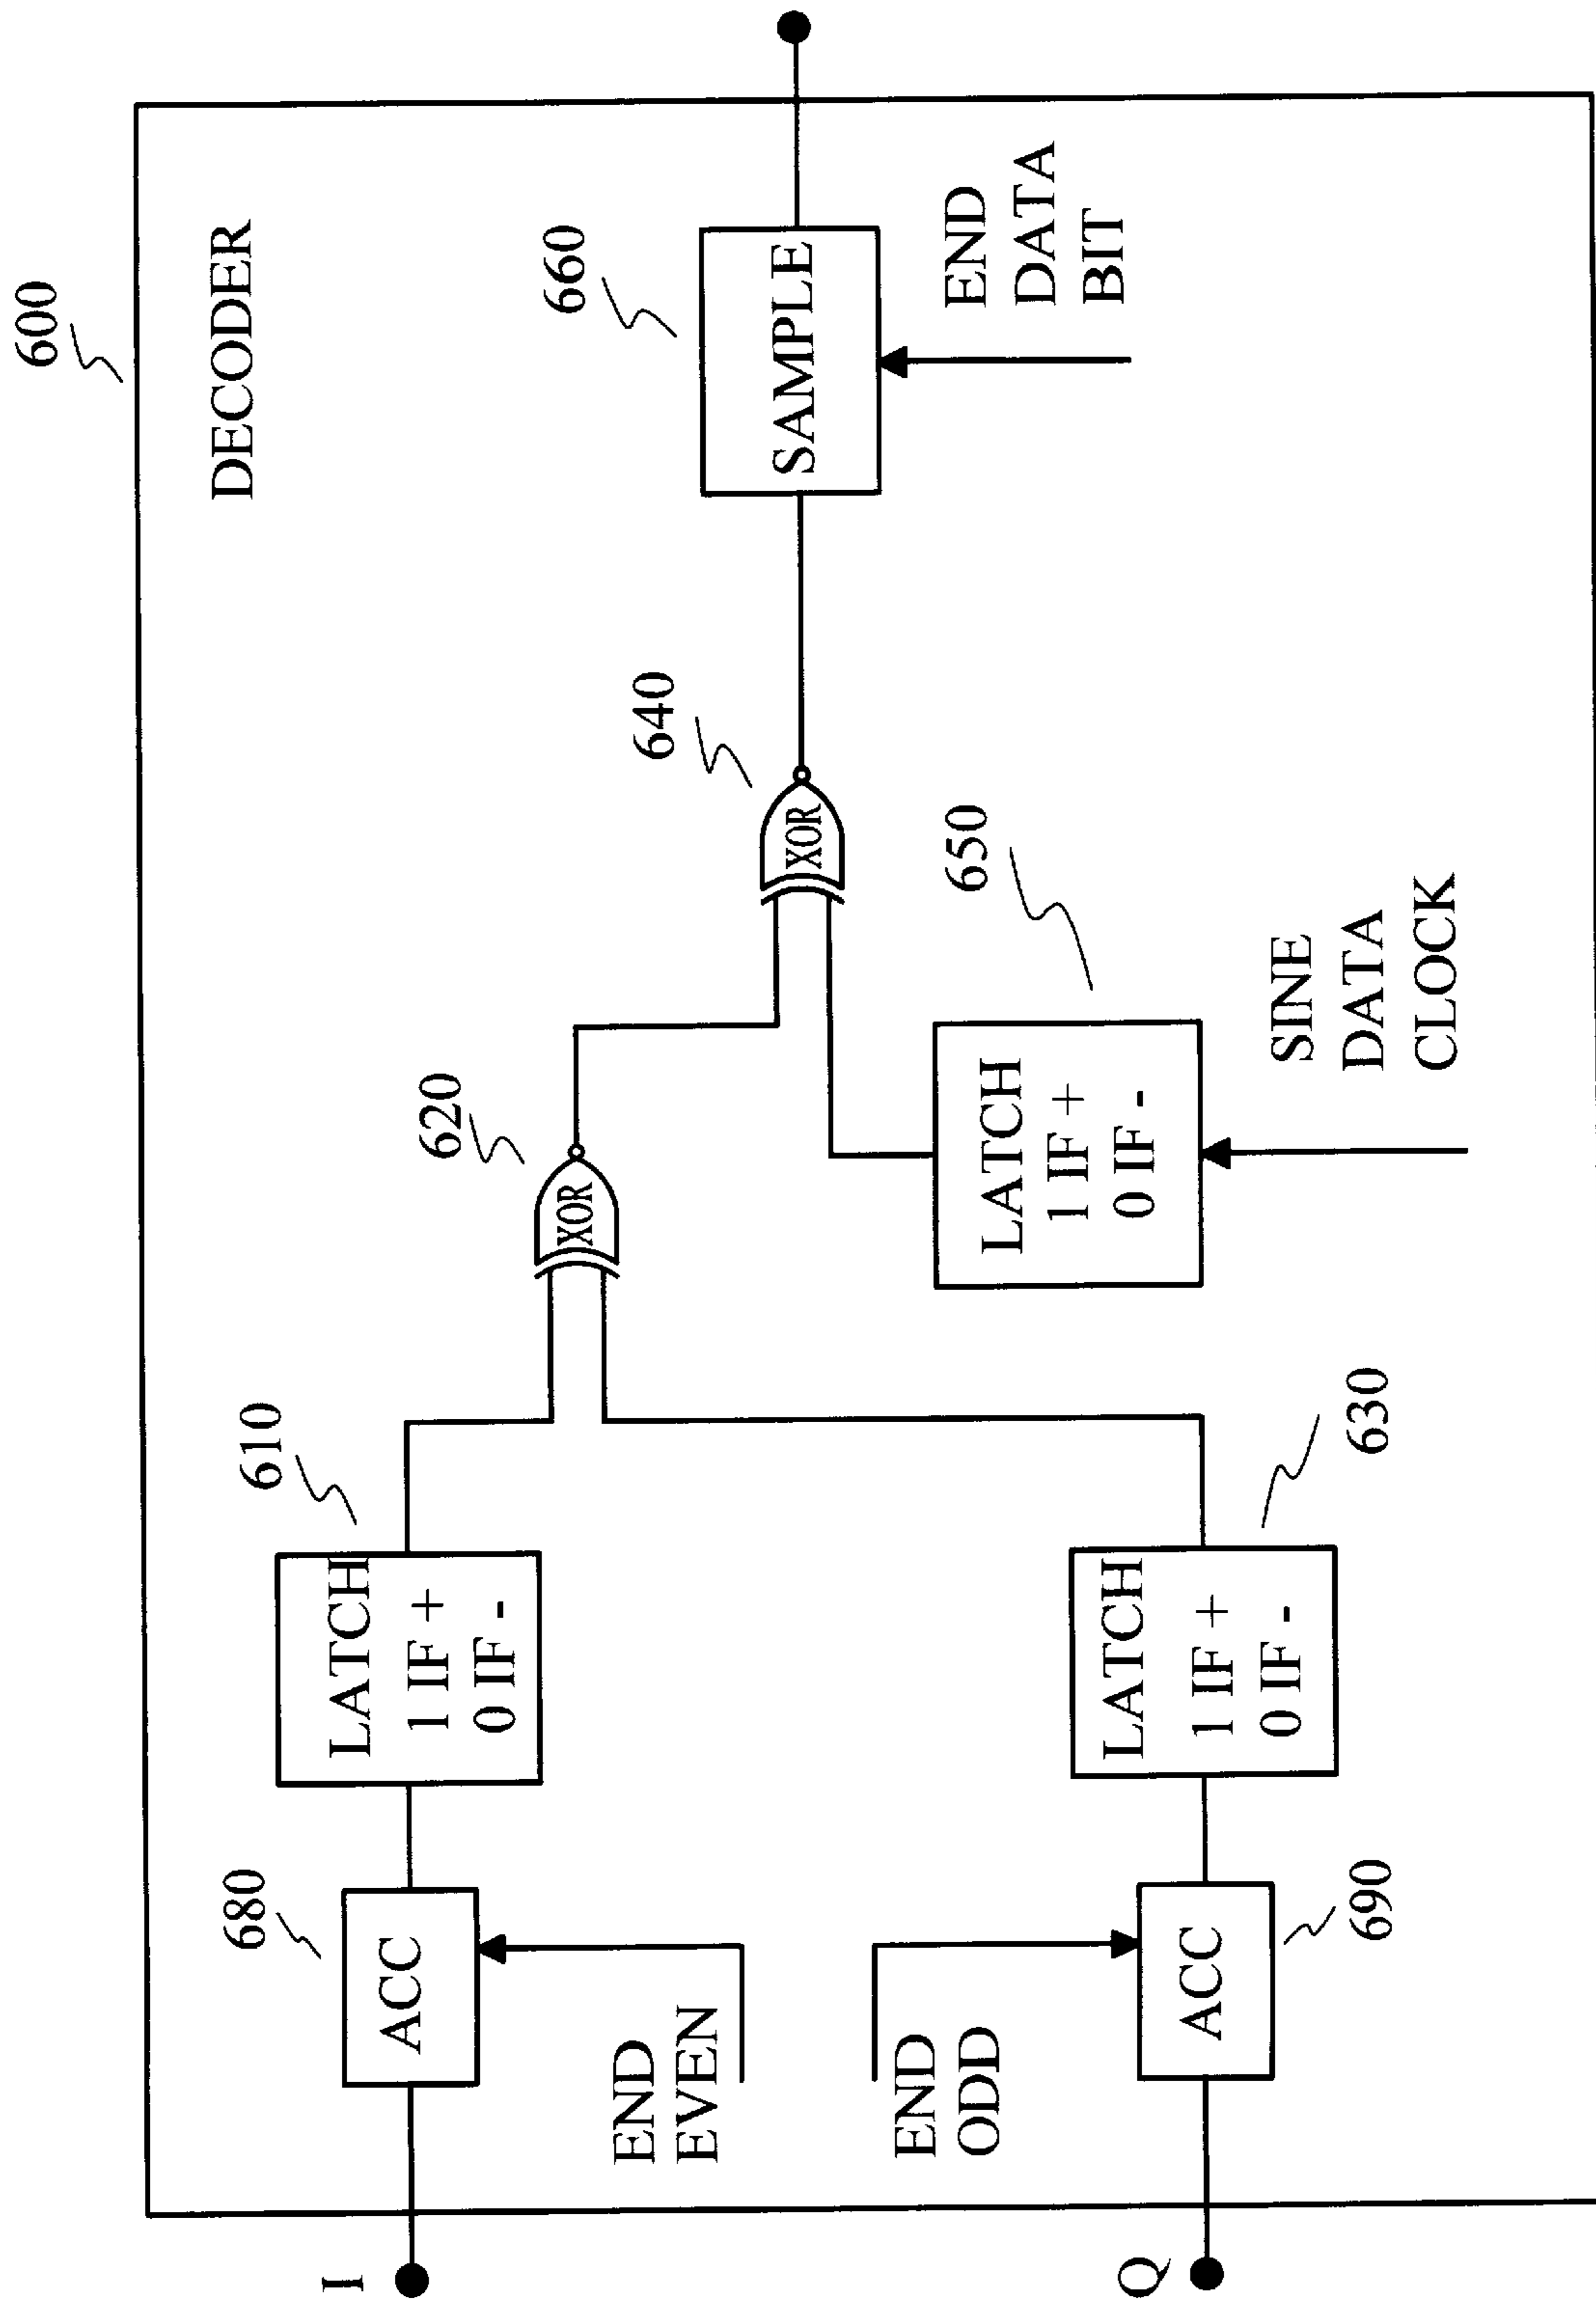 600
DECODER
I
680
ACC
END
EVEN
610
LATCH
1 IF +
0 IF -
620
XOR
640
XOR
660
SAMPLE
END
DATA
BIT
END
ODD
Q
ACC
690
LATCH
1 IF +
0 IF -
630
650
LATCH
1 IF +
0 IF -
SINE
DATA
CLOCK